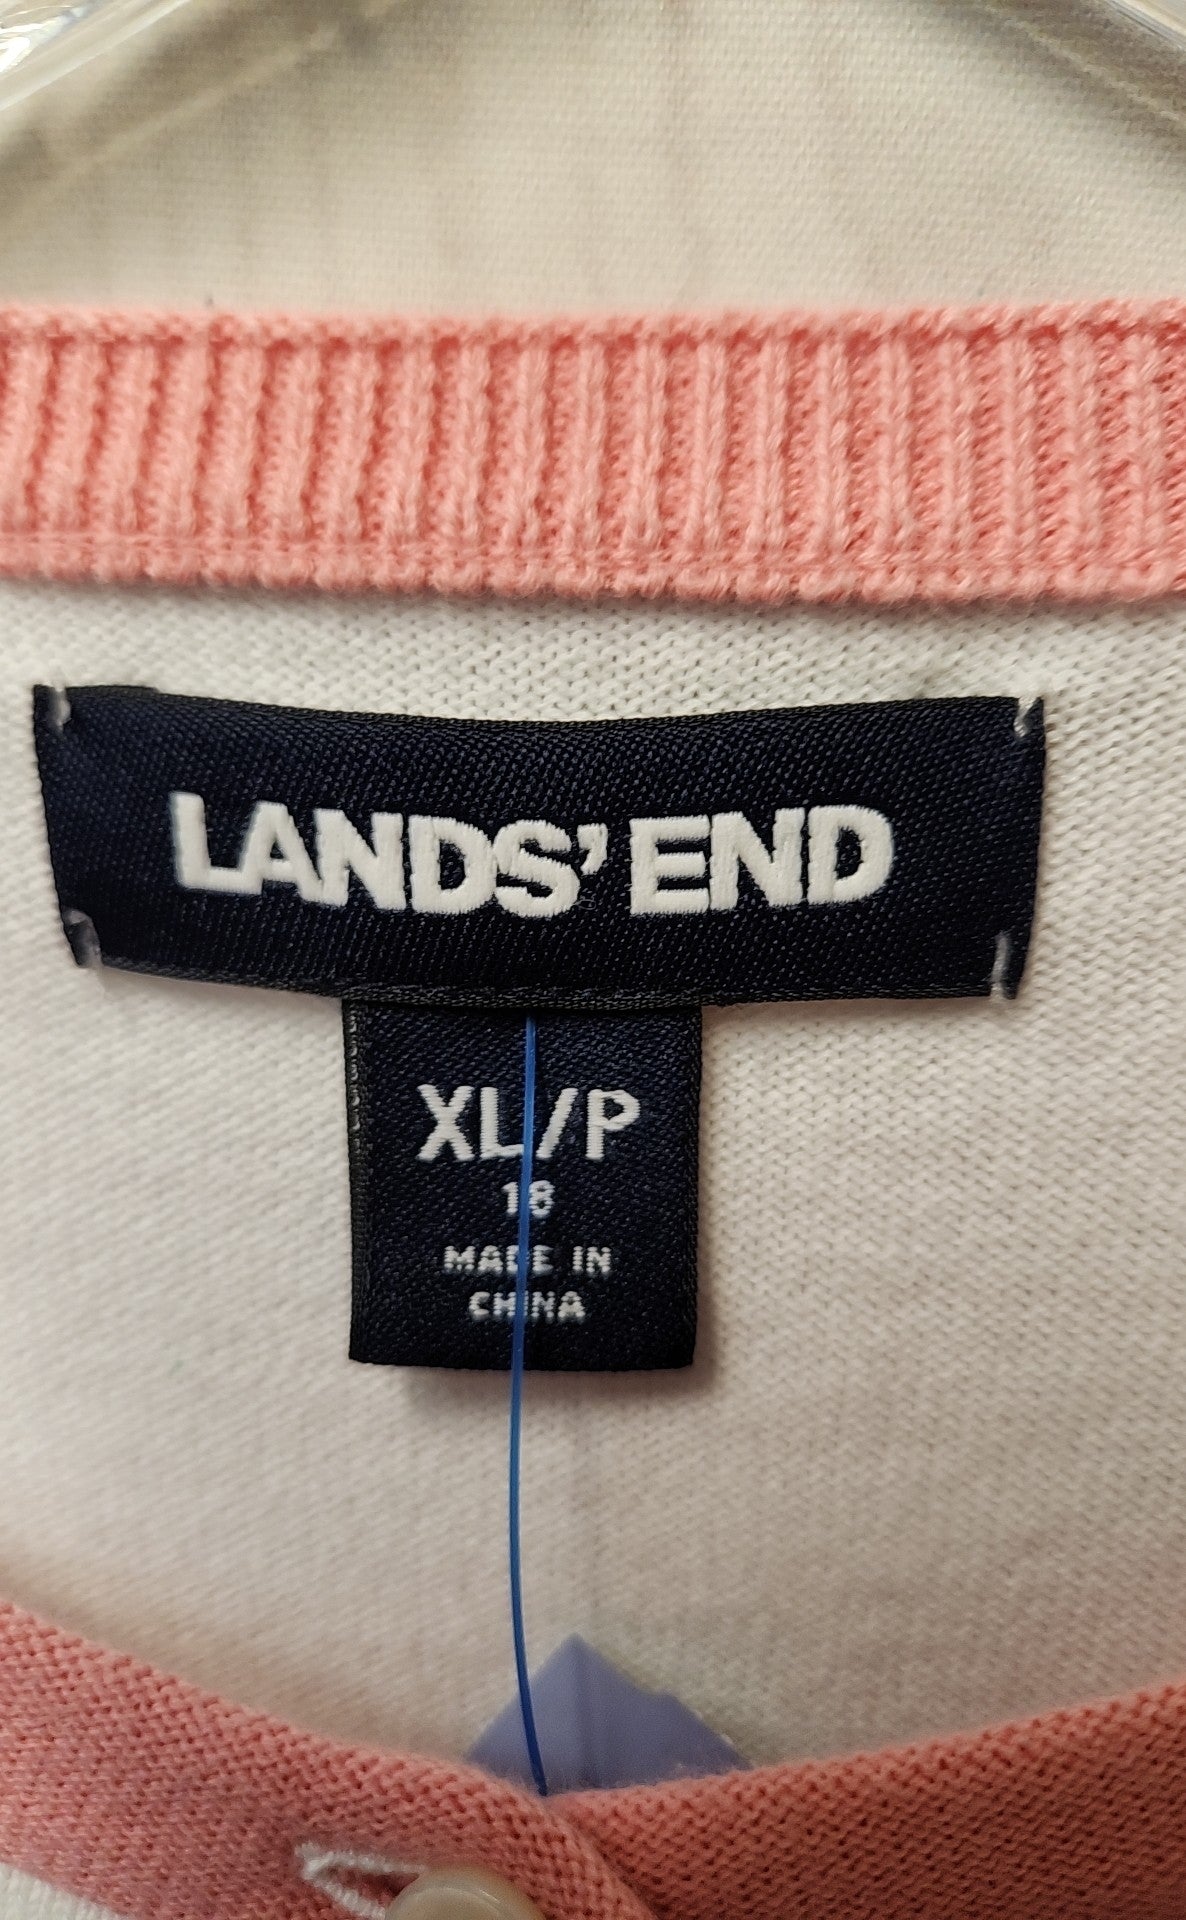 LANDS' END
XL/P
18
MADE IN
CHINA